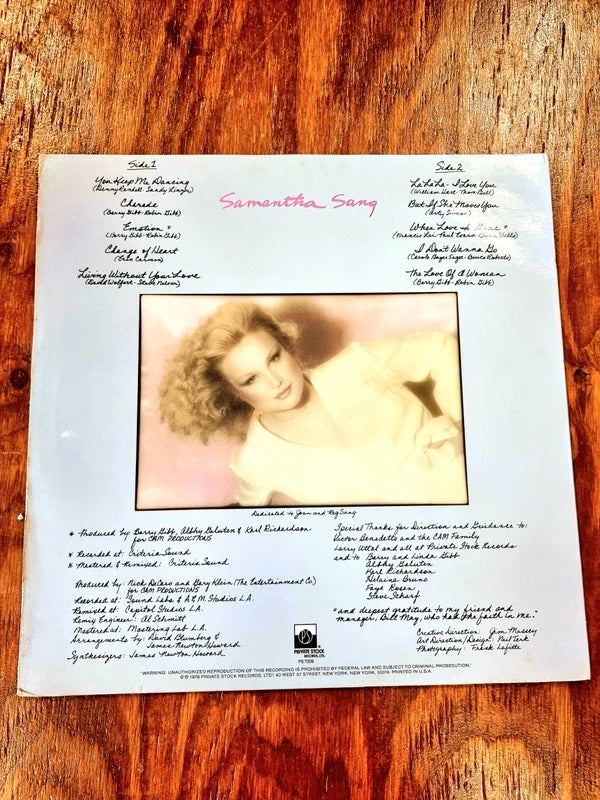 Side 1
You Keep Me Dancing
(Denny Randell-Sandy Linzer)
Charade
(Barry Gibb-Robin Gibb)
Emotion *
(Barry Gibb-Robin Gibb)
Change of Heart
(Eric Carmen)
Living Without Your Love
(David Wolfert-Steve Nelson)
Samantha Sang
Side 2
La La La - I Love You
(William Hart-Thom Bell)
But If She Moves You
(Arty Simon)
When Love Is Gone *
(Francis Lai-Paul Evans-
I Don't Wanna Go
(Carole Bayer Sager-Bruce Roberts)
The Love Of A Woman
(Barry Gibb-Robin Gibb)
Dedicated to Joan and Reg Sang
* Produced by: Barry Gibb, Albhy Galuten & Karl Richardson
for CAM PRODUCTIONS
* Recorded at: Criteria Sound
* Mastered & Remixed: Criteria Sound
Produced by: Nick DeCaro and Gary Klein (The Entertainment Co)
for CAM PRODUCTIONS
Recorded at: Sound Labs & A&M Studios L.A.
Remixed at: Capitol Studios L.A.
Remix Engineer: Al Schmitt
Mastered at: Mastering Lab L.A.
Arrangements by: David Blumberg &
James Newton Howard
Synthesizers: James Newton Howard
Special Thanks for Direction and Guidance to:
Victor Benedetto and the CAM Family
Larry Uttal and all at Private Stock Records
and to Barry and Linda Gibb
Albhy Galuten
Karl Richardson
Helaina Bruno
Faye Rosen
Steve Scharf
"and deepest gratitude to my friend and
manager, Bill May, who had the faith in me."
Creative Direction: Jim Massey
Art Direction/Design: Phil Terk
Photography: Frank Lafitte
PS
PRIVATE STOCK
RECORDS, LTD.
PS 7009
"WARNING: UNAUTHORIZED REPRODUCTION OF THIS RECORDING IS PROHIBITED BY FEDERAL LAW AND SUBJECT TO CRIMINAL PROSECUTION."
© ℗ 1978 PRIVATE STOCK RECORDS, LTD., 40 WEST 57 STREET, NEW YORK, NEW YORK, 10019. PRINTED IN U.S.A.